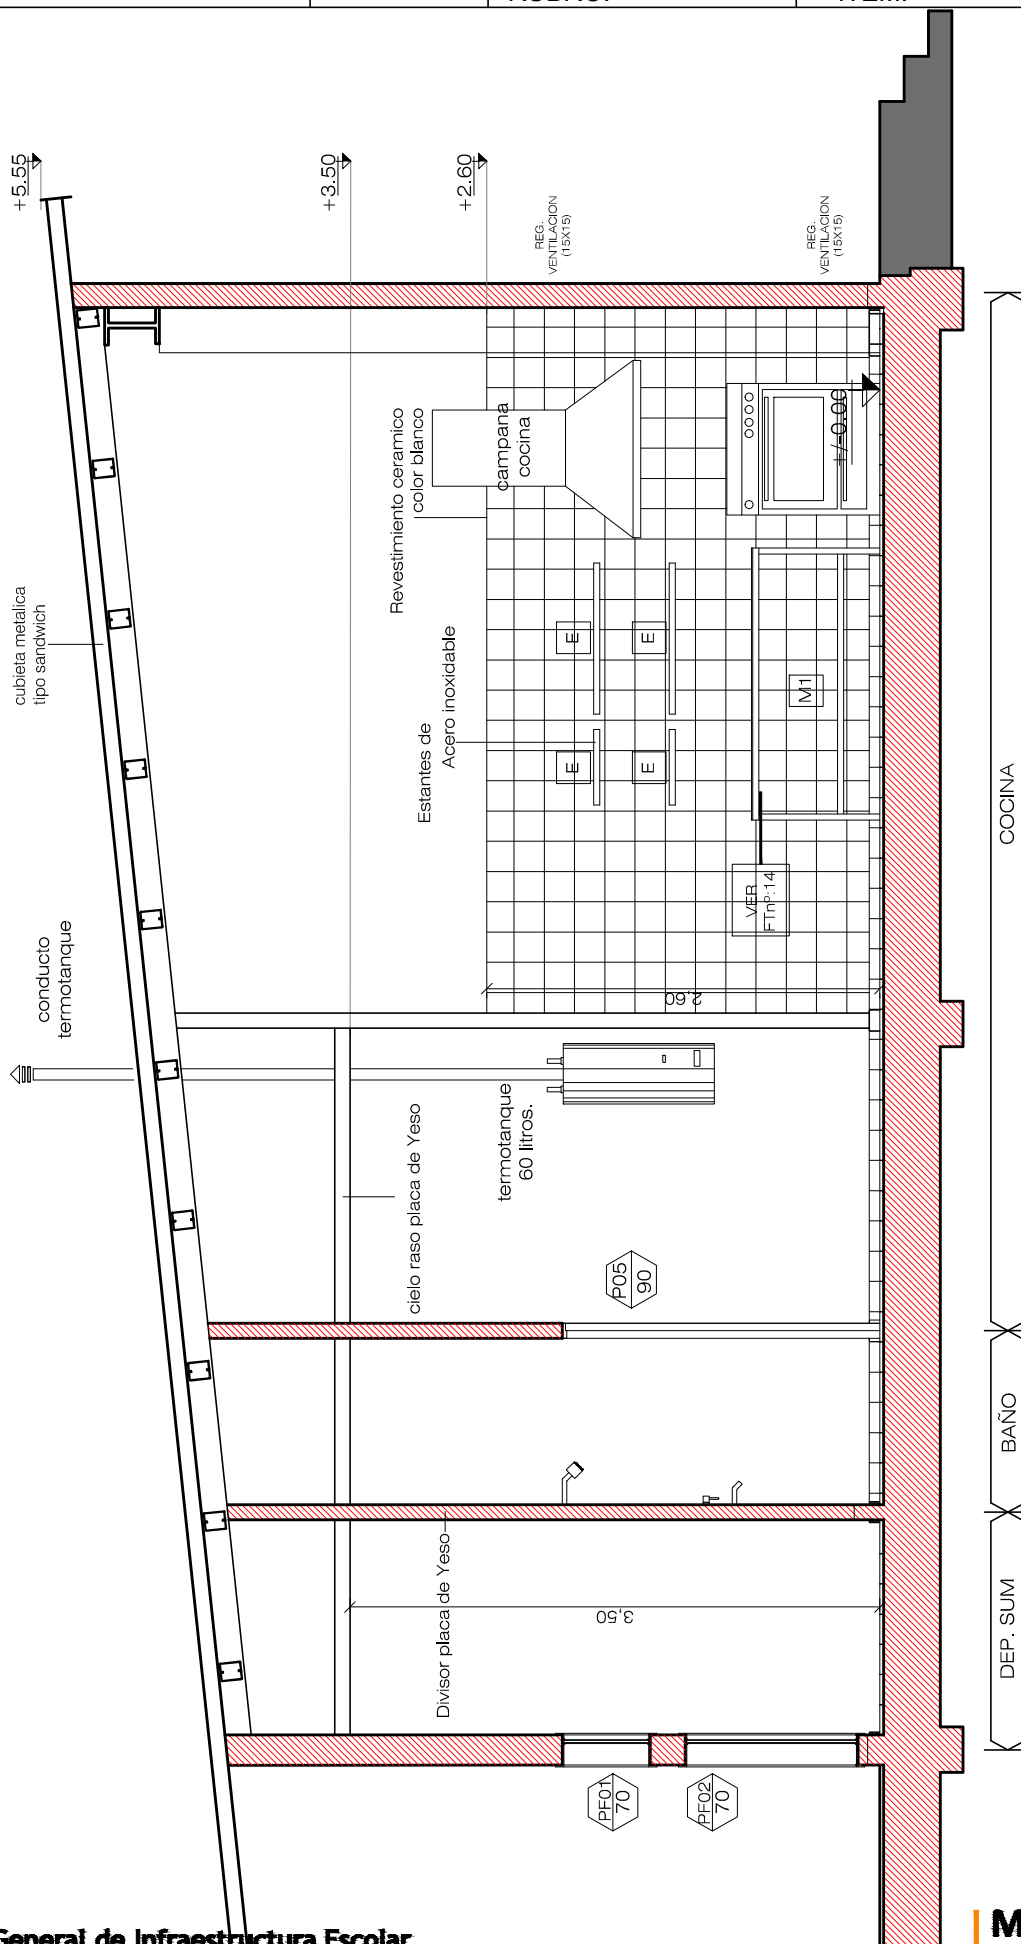 +5.55
+3.50
+2.60
REG.
VENTILACION
(15X15)
REG.
VENTILACION
(15X15)
cubieta metalica
tipo sandwich
Revestimiento ceramico
color blanco
campana
cocina
+/-0.00
Estantes de
Acero inoxidable
E
E
E
E
M1
VER
FTnº:14
2,60
COCINA
conducto
termotanque
termotanque
60 litros.
cielo raso placa de Yeso
P05
90
BAÑO
Divisor placa de Yeso
3,50
DEP. SUM
PF01
70
PF02
70
General de Infraestructura Escolar
M